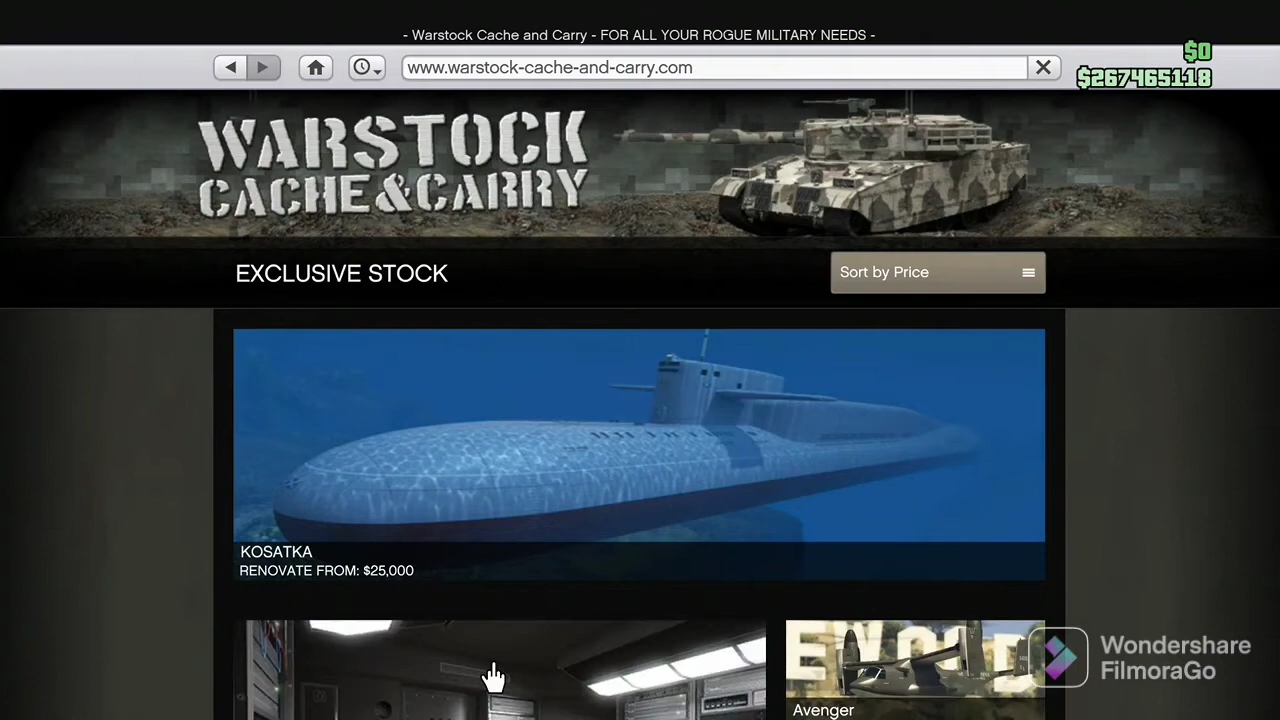 - Warstock Cache and Carry - FOR ALL YOUR ROGUE MILITARY NEEDS -
$0
www.warstock-cache-and-carry.com
$267465118
WARSTOCK
CACHE&CARRY
EXCLUSIVE STOCK
Sort by Price
KOSATKA
RENOVATE FROM: $25,000
Avenger
Wondershare
FilmoraGo